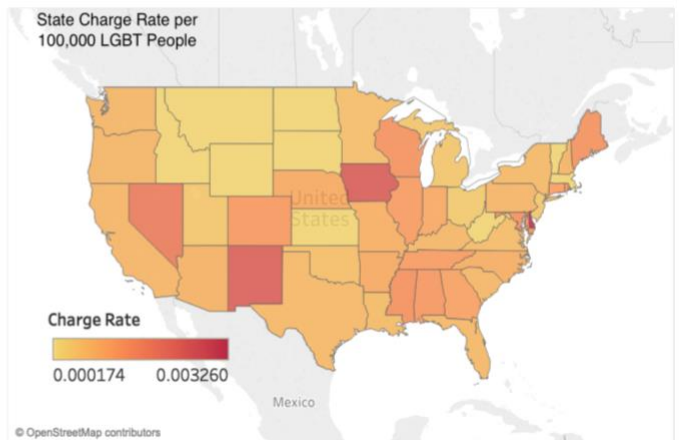 State Charge Rate per
100,000 LGBT People
United
States
Charge Rate
0.000174 0.003260
Mexico
© OpenStreetMap contributors